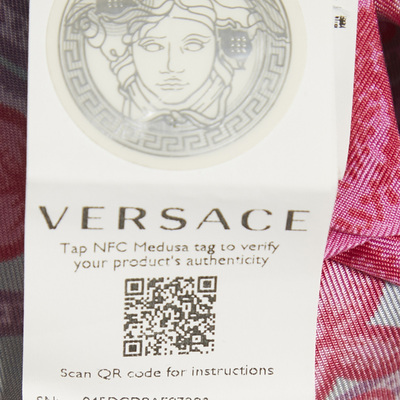 VERSACE
Tap NFC Medusa tag to verify
your product's authenticity
Scan QR code for instructions